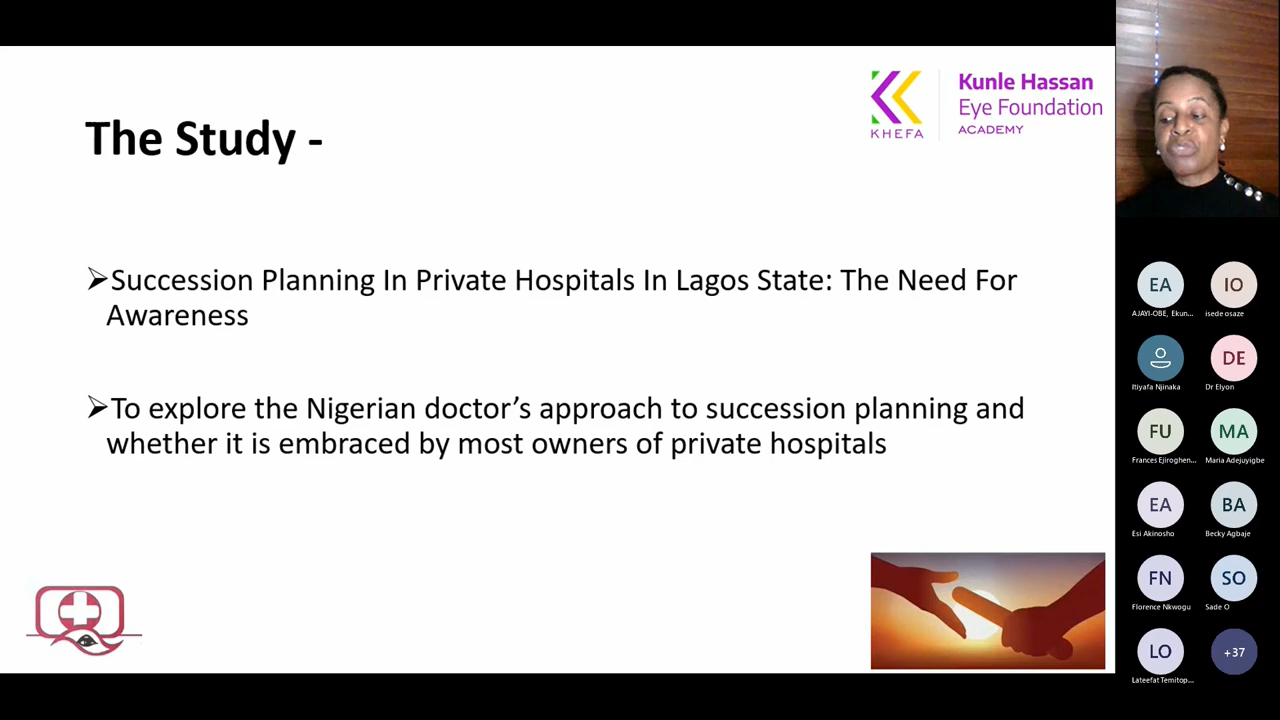 The Study -
KHEFA
Kunle Hassan
Eye Foundation
ACADEMY
➢Succession Planning In Private Hospitals In Lagos State: The Need For
Awareness
➢To explore the Nigerian doctor’s approach to succession planning and
whether it is embraced by most owners of private hospitals
EA
IO
AJAYI-OBE, Ekun...
isede osaze
DE
Itiyafa Njinaka
Dr Elyon
FU
MA
Frances Ejiroghen...
Maria Adejuyigbe
EA
BA
Esi Akinosho
Becky Agbaje
FN
SO
Florence Nkwogu
Sade O
LO
+37
Lateefat Temitop...